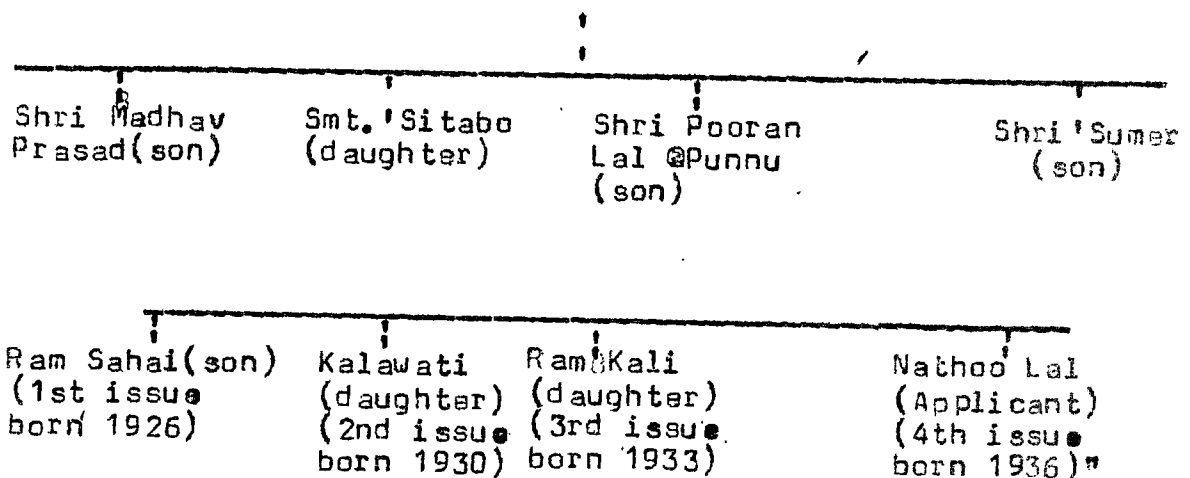 Shri Madhav Prasad(son)
Smt. Sitabo (daughter)
Shri Pooran Lal @Punnu (son)
Shri Sumer (son)
Ram Sahai(son) (1st issue born 1926)
Kalawati (daughter) (2nd issue born 1930)
Ram Kali (daughter) (3rd issue born 1933)
Nathoo Lal (Applicant) (4th issue born 1936)"